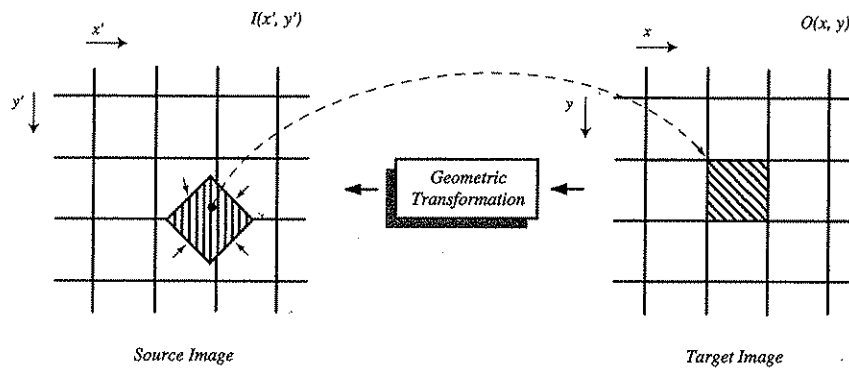 I(x', y')
O(x, y)
x'
x
y'
y
Geometric
Transformation
Source Image
Target Image